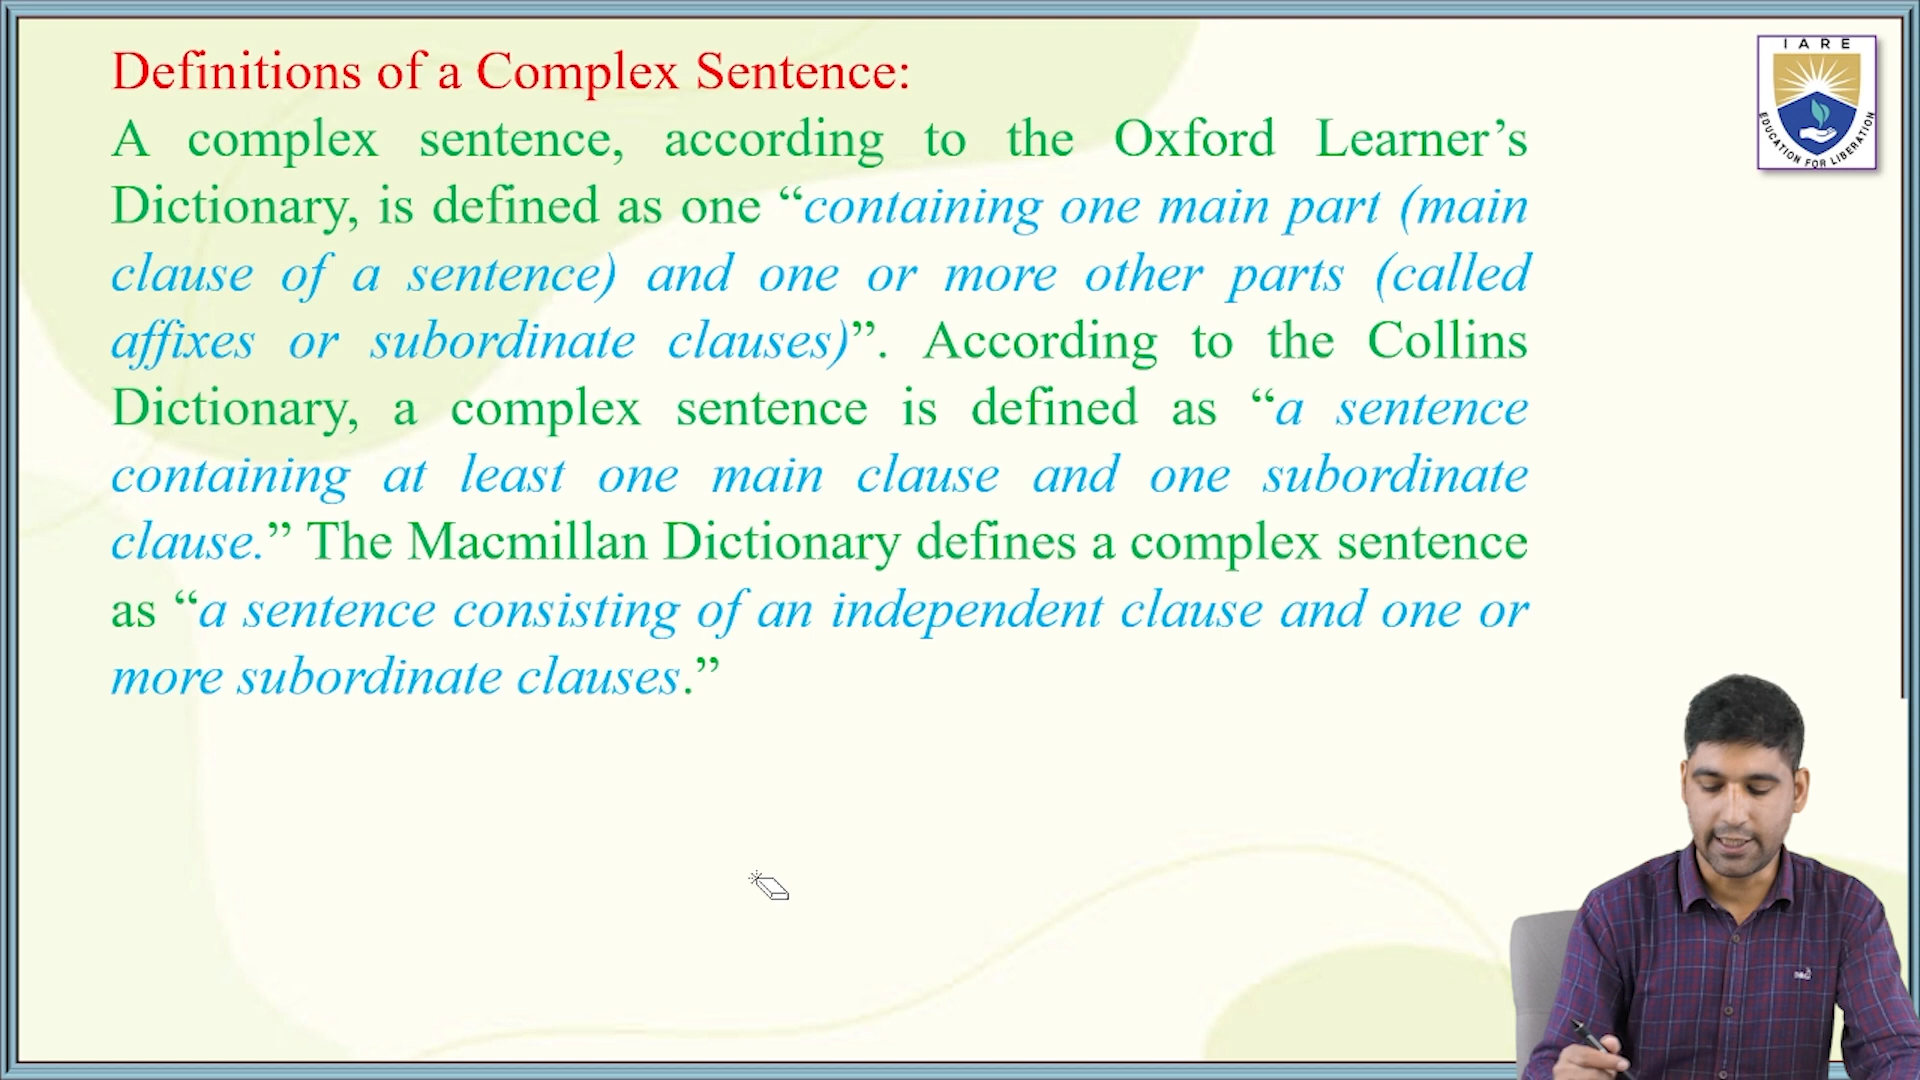 Definitions of a Complex Sentence:
A complex sentence, according to the Oxford Learner’s
Dictionary, is defined as one “containing one main part (main
clause of a sentence) and one or more other parts (called
affixes or subordinate clauses)”. According to the Collins
Dictionary, a complex sentence is defined as “a sentence
containing at least one main clause and one subordinate
clause.” The Macmillan Dictionary defines a complex sentence
as “a sentence consisting of an independent clause and one or
more subordinate clauses.”
IARE
EDUCATION FOR LIBERATION